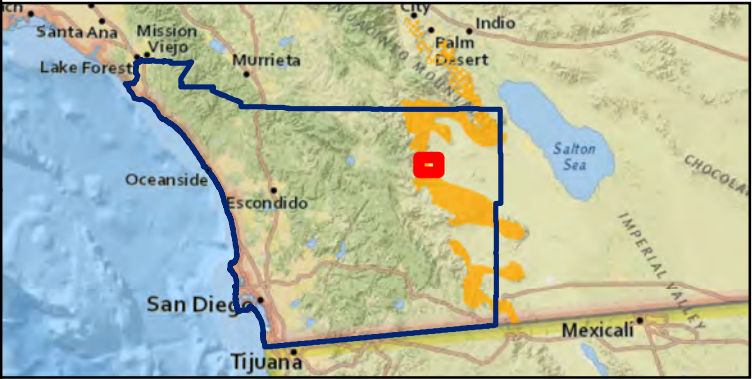 City
Indio
Mission
Viejo
Santa Ana
Palm
Desert
Lake Forest
Murrieta
Salton
Sea
Oceanside
Escondido
IMPERIAL VALLEY
San Diego
Mexicali
Tijuana